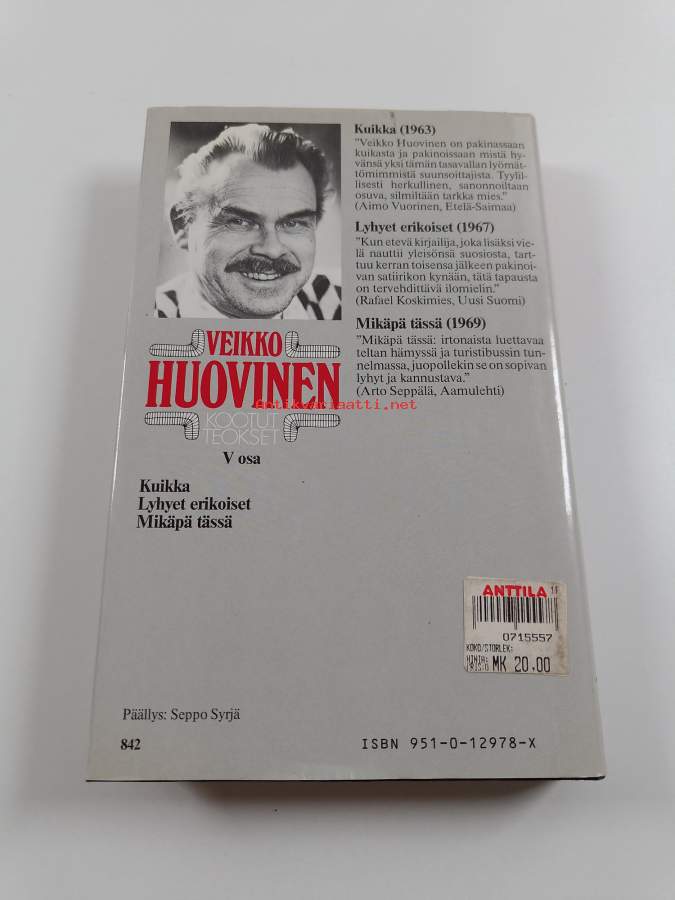 Kuikka (1963)
"Veikko Huovinen on pakinassaan
kuikasta ja pakinoissaan mistä hy-
vänsä yksi tämän tasavallan lyömät-
tömimmistä suunsoittajista. Tyylil-
lisesti herkullinen, sanonnoiltaan
osuva, silmiltään tarkka mies."
(Aimo Vuorinen, Etelä-Saimaa)
Lyhyet erikoiset (1967)
"Kun etevä kirjailija, joka lisäksi vie-
lä nauttii yleisönsä suosiosta, tart-
tuu kerran toisensa jälkeen pakinoi-
van satiirikon kynään, tätä tapausta
on tervehdittävä ilomielin."
(Rafael Koskimies, Uusi Suomi)
Mikäpä tässä (1969)
"Mikäpä tässä: irtonaista luettavaa
teltan hämyssä ja turistibussin tun-
nelmassa, juopollekin se on sopivan
lyhyt ja kannustava."
(Arto Seppälä, Aamulehti)
VEIKKO
HUOVINEN
Antikvariaatti.net
KOOTUT
TEOKSET
V osa
Kuikka
Lyhyet erikoiset
Mikäpä tässä
ANTTILA
0715557
KOKO/STORLEK:
MK 20.00
Päällys: Seppo Syrjä
842
ISBN 951-0-12978-X